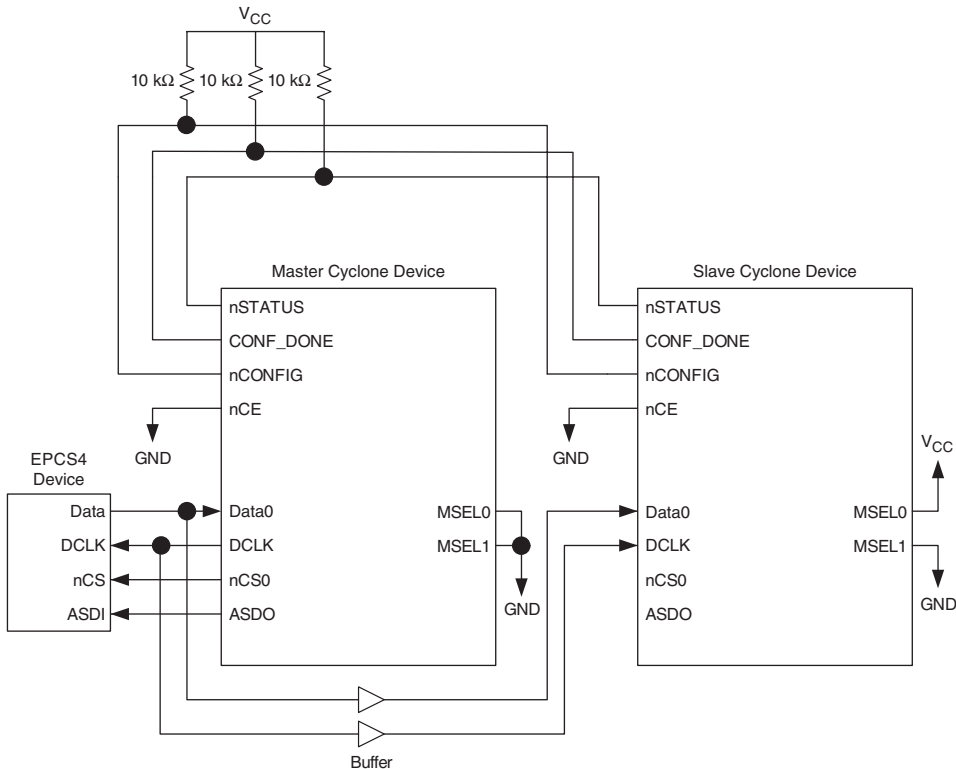 VCC
10 kΩ 10 kΩ 10 kΩ
Master Cyclone Device
nSTATUS
CONF_DONE
nCONFIG
nCE
GND
Data0
DCLK
nCS0
ASDO
MSEL0
MSEL1
GND
Slave Cyclone Device
nSTATUS
CONF_DONE
nCONFIG
nCE
GND
Data0
DCLK
nCS0
ASDO
VCC
MSEL0
MSEL1
GND
EPCS4
Device
Data
DCLK
nCS
ASDI
Buffer